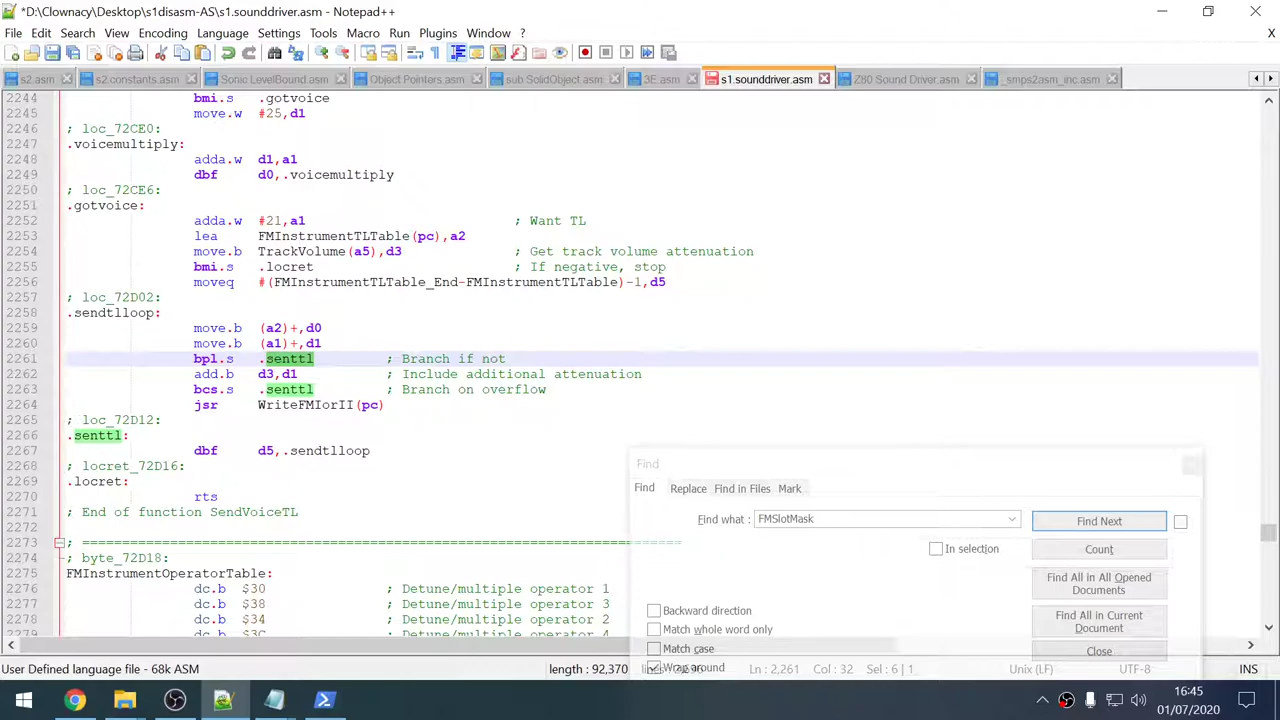 *D:\Clownacy\Desktop\s1disasm-AS\s1.sounddriver.asm - Notepad++
File Edit Search View Encoding Language Settings Tools Macro Run Plugins Window ? X
s2.asm s2.constants.asm Sonic LevelBound.asm Object Pointers.asm sub SolidObject.asm 3E.asm s1.sounddriver.asm Z80 Sound Driver.asm _smps2asm_inc.asm
2244 bmi.s .gotvoice
2245 move.w #25,d1
2246 ; loc_72CE0:
2247 .voicemultiply:
2248 adda.w d1,a1
2249 dbf d0,.voicemultiply
2250 ; loc_72CE6:
2251 .gotvoice:
2252 adda.w #21,a1 ; Want TL
2253 lea FMInstrumentTLTable(pc),a2
2254 move.b TrackVolume(a5),d3 ; Get track volume attenuation
2255 bmi.s .locret ; If negative, stop
2256 moveq #(FMInstrumentTLTable_End-FMInstrumentTLTable)-1,d5
2257 ; loc_72D02:
2258 .sendtlloop:
2259 move.b (a2)+,d0
2260 move.b (a1)+,d1
2261 bpl.s .senttl ; Branch if not
2262 add.b d3,d1 ; Include additional attenuation
2263 bcs.s .senttl ; Branch on overflow
2264 jsr WriteFMIorII(pc)
2265 ; loc_72D12:
2266 .senttl:
2267 dbf d5,.sendtlloop
2268 ; locret_72D16:
2269 .locret:
2270 rts
2271 ; End of function SendVoiceTL
2272
2273 ; ===========================================================================
2274 ; byte_72D18:
2275 FMInstrumentOperatorTable:
2276 dc.b $30 ; Detune/multiple operator 1
2277 dc.b $38 ; Detune/multiple operator 3
2278 dc.b $34 ; Detune/multiple operator 2
2279 dc.b $3C ; Detune/multiple operator 4
Find
Find Replace Find in Files Mark
Find what : FMSlotMask Find Next
In selection Count
Find All in All Opened Documents
Backward direction
Match whole word only
Find All in Current Document
Match case
Wrap around
Close
User Defined language file - 68k ASM length : 92,370 Ln : 2,261 Col : 32 Sel : 6 | 1 Unix (LF) UTF-8 INS
16:45
01/07/2020